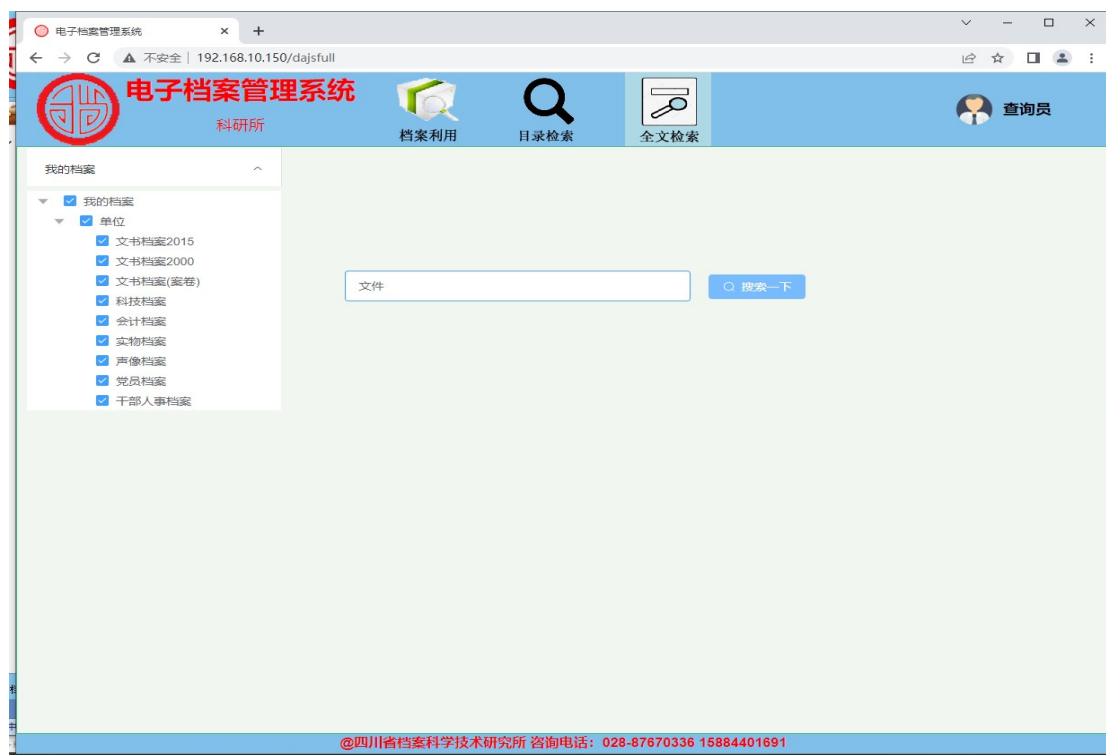 电子档案管理系统
不安全 | 192.168.10.150/dajsfull
电子档案管理系统
科研所
档案利用
目录检索
全文检索
查询员
我的档案
我的档案
单位
文书档案2015
文书档案2000
文书档案(案卷)
科技档案
会计档案
实物档案
声像档案
党员档案
干部人事档案
文件
搜索一下
@四川省档案科学技术研究所 咨询电话：028-87670336 15884401691